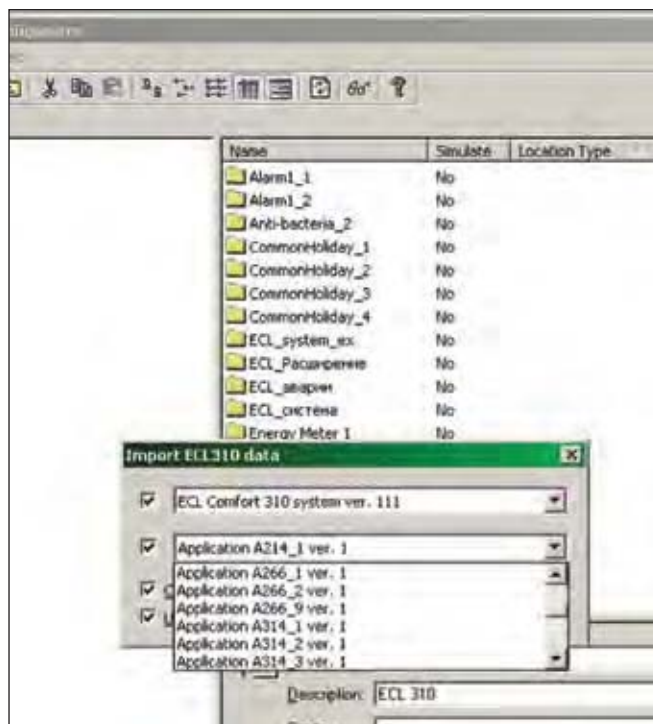 Name Simulate Location Type
Alarm1_1 No
Alarm1_2 No
Anti-bacteria_2 No
CommonHoliday_1 No
CommonHoliday_2 No
CommonHoliday_3 No
CommonHoliday_4 No
ECL_system_ex No
ECL_Расширение No
ECL_аварии No
ECL_система No
Energy Meter 1 No
Import ECL310 data
ECL Comfort 310 system ver. 111
Application A214_1 ver. 1
Application A266_1 ver. 1
Application A266_2 ver. 1
Application A266_9 ver. 1
Application A314_1 ver. 1
Application A314_2 ver. 1
Application A314_3 ver. 1
Description: ECL 310